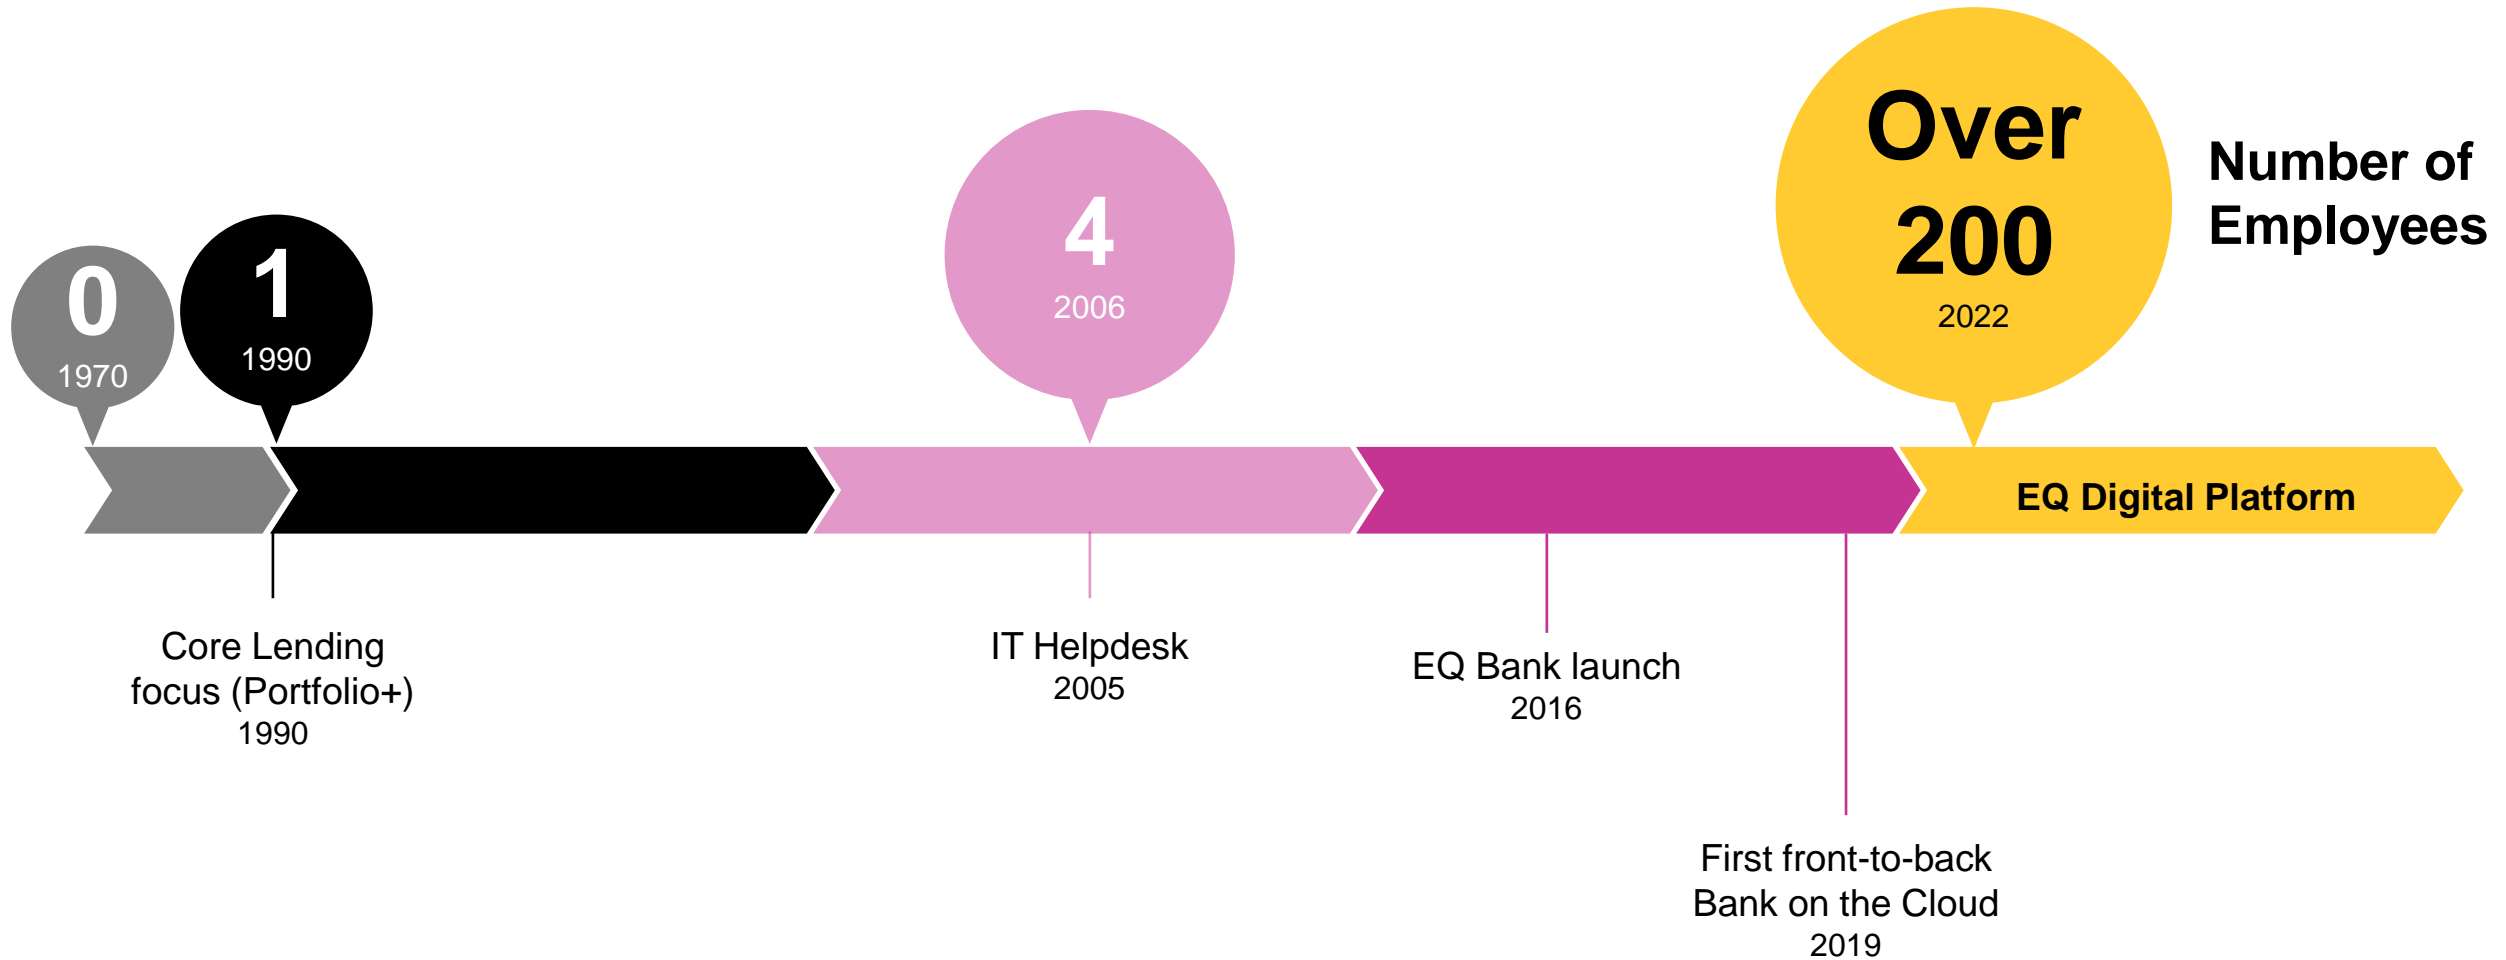 0
1970
1
1990
4
2006
Over
200
2022
Number of
Employees
EQ Digital Platform
Core Lending
focus (Portfolio+)
1990
IT Helpdesk
2005
EQ Bank launch
2016
First front-to-back
Bank on the Cloud
2019